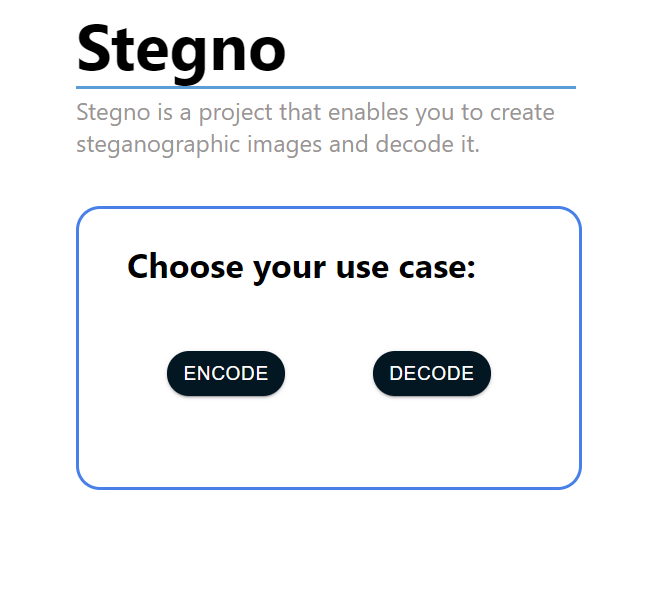 Stegno
Stegno is a project that enables you to create
steganographic images and decode it.
Choose your use case:
ENCODE DECODE